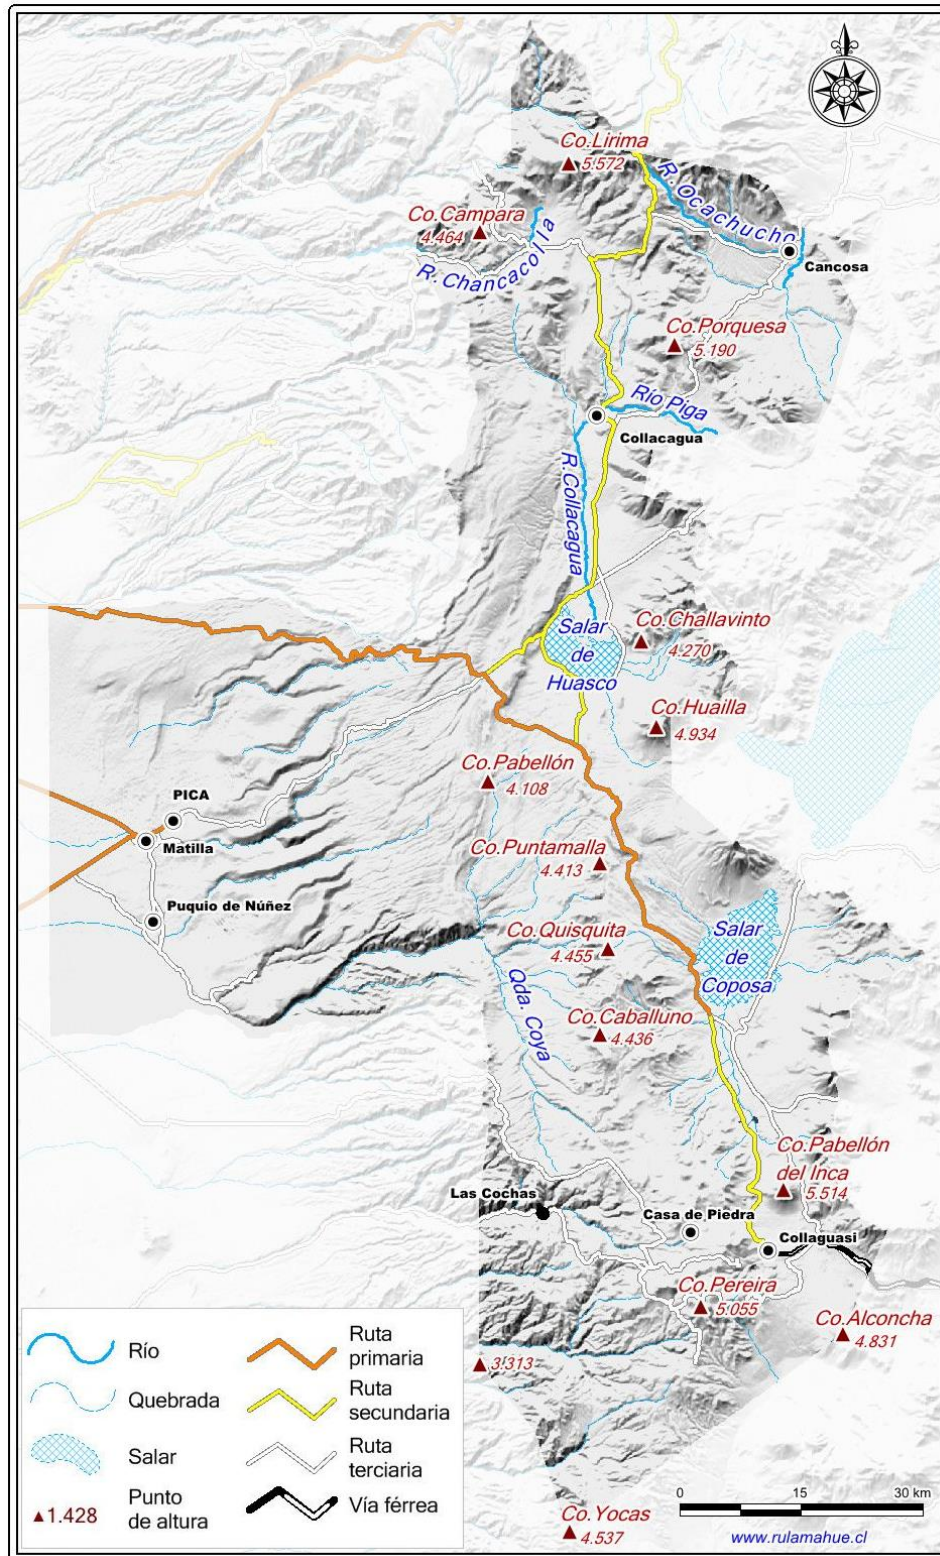 Co.Lirima
5.572
R. Ocachucho
Co.Campara
4.464
R. Chancacolla
Cancosa
Co.Porquesa
5.190
Río Piga
Collacagua
R.Collacagua
Co.Challavinto
4.270
Salar
de
Huasco
Co.Huailla
4.934
Co.Pabellón
4.108
PICA
Matilla
Co.Puntamalla
4.413
Puquio de Núñez
Co.Quisquita
4.455
Salar
de
Coposa
Qda. Coya
Co.Caballuno
4.436
Co.Pabellón
del Inca
5.514
Las Cochas
Casa de Piedra
Collaguasi
Co.Pereira
5.055
Co.Alconcha
4.831
3.313
Co.Yocas
4.537
Río
Quebrada
Salar
1.428
Punto
de altura
Ruta
primaria
Ruta
secundaria
Ruta
terciaria
Vía férrea
0 15 30 km
www.rulamahue.cl